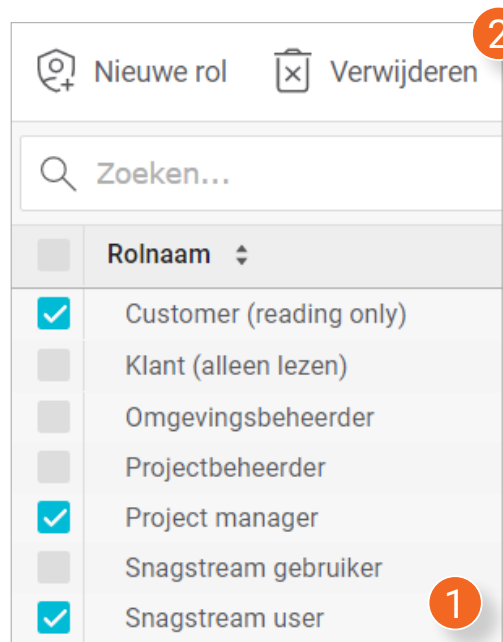 2
Nieuwe rol Verwijderen
Zoeken...
Rolnaam
Customer (reading only)
Klant (alleen lezen)
Omgevingsbeheerder
Projectbeheerder
Project manager
Snagstream gebruiker
Snagstream user
1